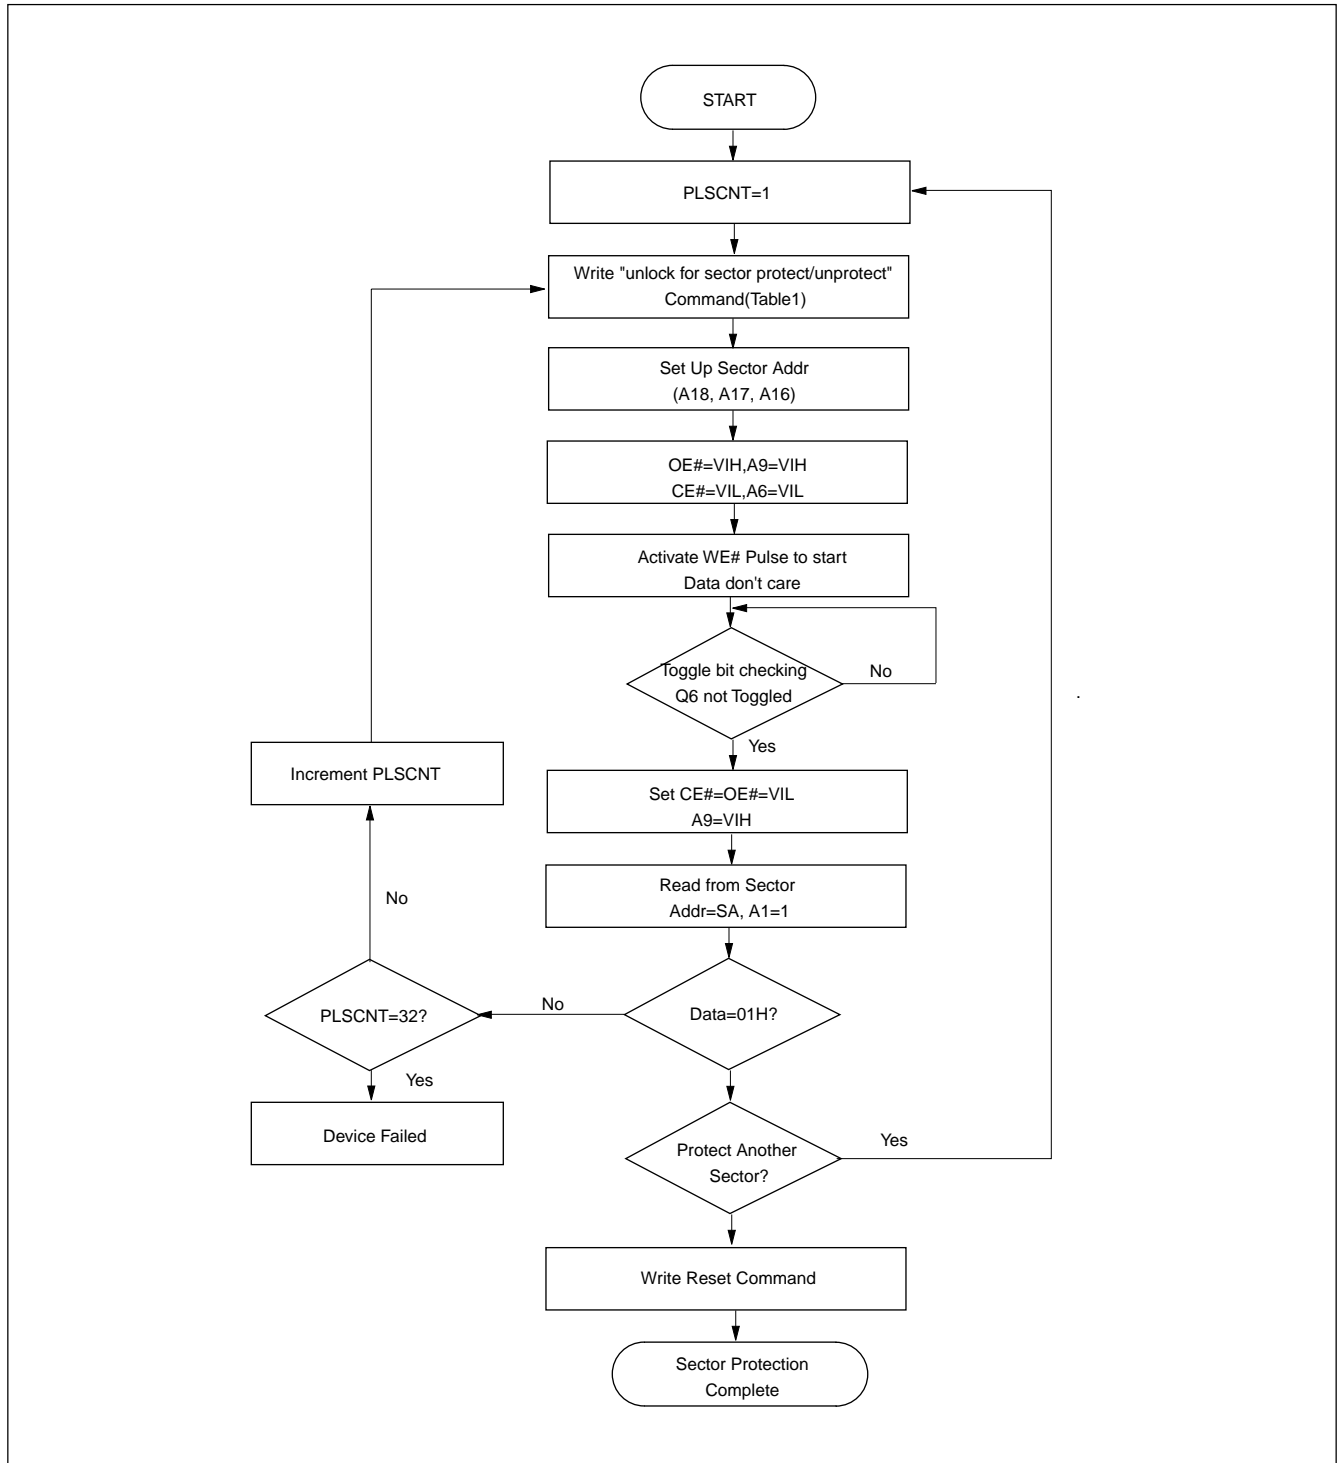 START
PLSCNT=1
Write "unlock for sector protect/unprotect"
Command(Table1)
Set Up Sector Addr
(A18, A17, A16)
OE#=VIH,A9=VIH
CE#=VIL,A6=VIL
Activate WE# Pulse to start
Data don't care
Toggle bit checking
Q6 not Toggled
No
.
Yes
Increment PLSCNT
Set CE#=OE#=VIL
A9=VIH
Read from Sector
Addr=SA, A1=1
No
No
PLSCNT=32?
Data=01H?
Yes
Device Failed
Protect Another
Sector?
Yes
Write Reset Command
Sector Protection
Complete